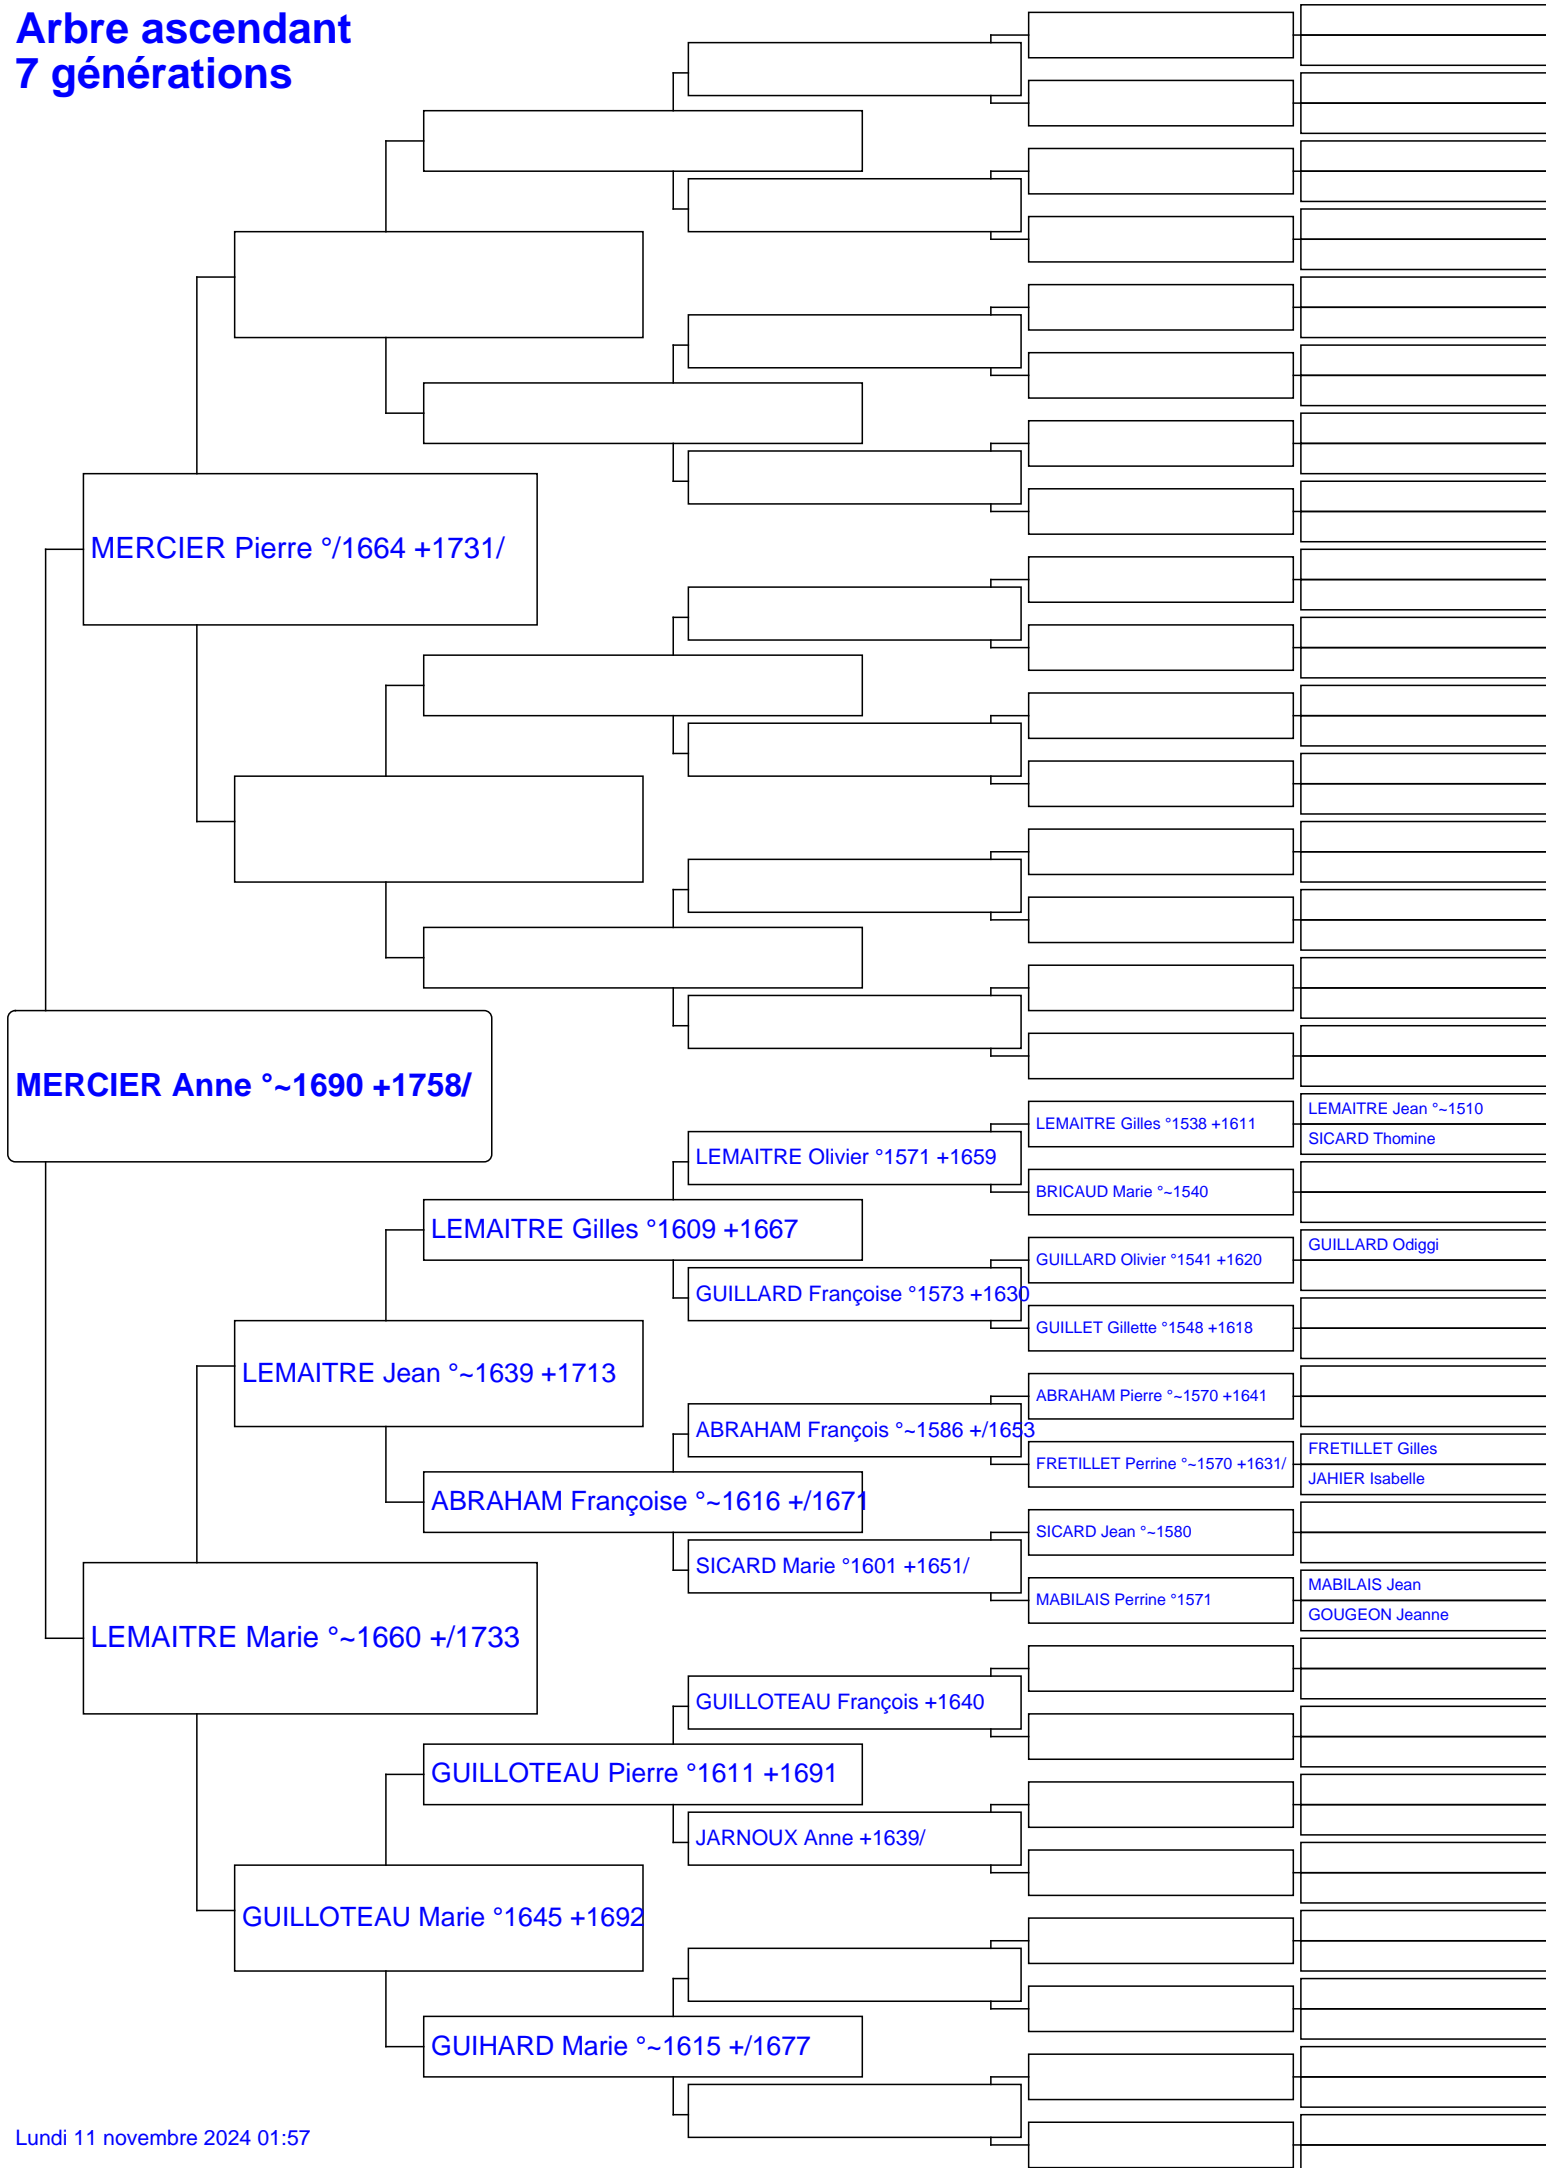 Arbre ascendant
7 générations
MERCIER Pierre °/1664 +1731/
MERCIER Anne °~1690 +1758/
LEMAITRE Jean °~1510
LEMAITRE Gilles °1538 +1611
SICARD Thomine
LEMAITRE Olivier °1571 +1659
BRICAUD Marie °~1540
LEMAITRE Gilles °1609 +1667
GUILLARD Odiggi
GUILLARD Olivier °1541 +1620
GUILLARD Françoise °1573 +1630
GUILLET Gillette °1548 +1618
LEMAITRE Jean °~1639 +1713
ABRAHAM Pierre °~1570 +1641
ABRAHAM François °~1586 +/1653
FRETILLET Gilles
FRETILLET Perrine °~1570 +1631/
JAHIER Isabelle
ABRAHAM Françoise °~1616 +/1671
SICARD Jean °~1580
SICARD Marie °1601 +1651/
MABILAIS Jean
MABILAIS Perrine °1571
GOUGEON Jeanne
LEMAITRE Marie °~1660 +/1733
GUILLOTEAU François +1640
GUILLOTEAU Pierre °1611 +1691
JARNOUX Anne +1639/
GUILLOTEAU Marie °1645 +1692
GUIHARD Marie °~1615 +/1677
Lundi 11 novembre 2024 01:57